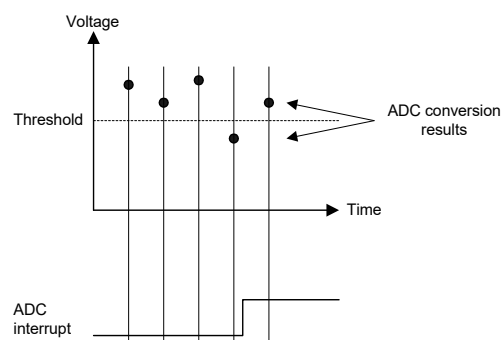 Voltage
Threshold
ADC conversion
results
Time
ADC
interrupt